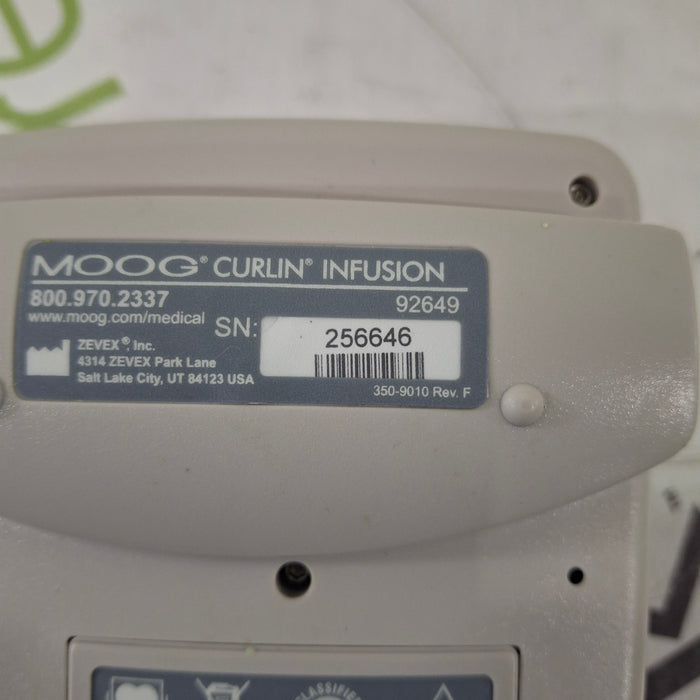 MOOG® CURLIN® INFUSION
800.970.2337 92649
www.moog.com/medical SN: 256646
ZEVEX®, Inc.
4314 ZEVEX Park Lane
Salt Lake City, UT 84123 USA
350-9010 Rev. F
CLASSIFIED